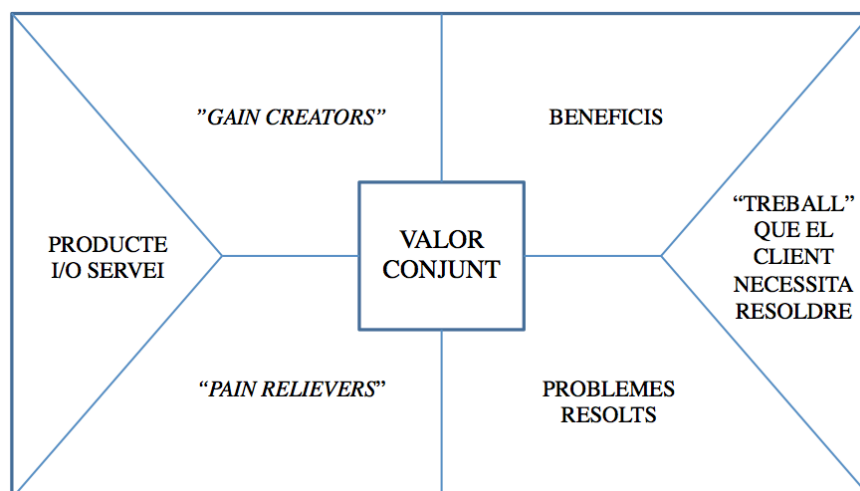 ”GAIN CREATORS”
BENEFICIS
PRODUCTE
I/O SERVEI
VALOR
CONJUNT
“TREBALL”
QUE EL
CLIENT
NECESSITA
RESOLDRE
“PAIN RELIEVERS”
PROBLEMES
RESOLTS